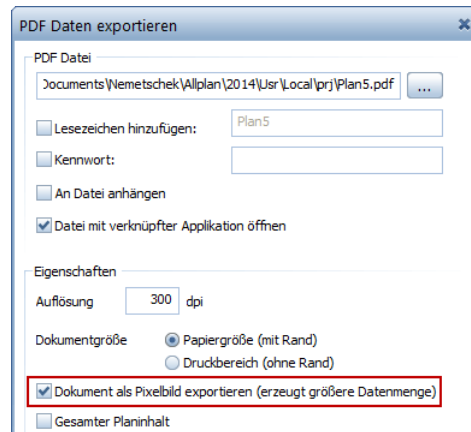 PDF Daten exportieren
PDF Datei
Documents\Nemetschek\Allplan\2014\Usr\Local\prj\Plan5.pdf
...
Lesezeichen hinzufügen:
Plan5
Kennwort:
An Datei anhängen
Datei mit verknüpfter Applikation öffnen
Eigenschaften
Auflösung 300 dpi
Dokumentgröße
Papiergröße (mit Rand)
Druckbereich (ohne Rand)
Dokument als Pixelbild exportieren (erzeugt größere Datenmenge)
Gesamter Planinhalt